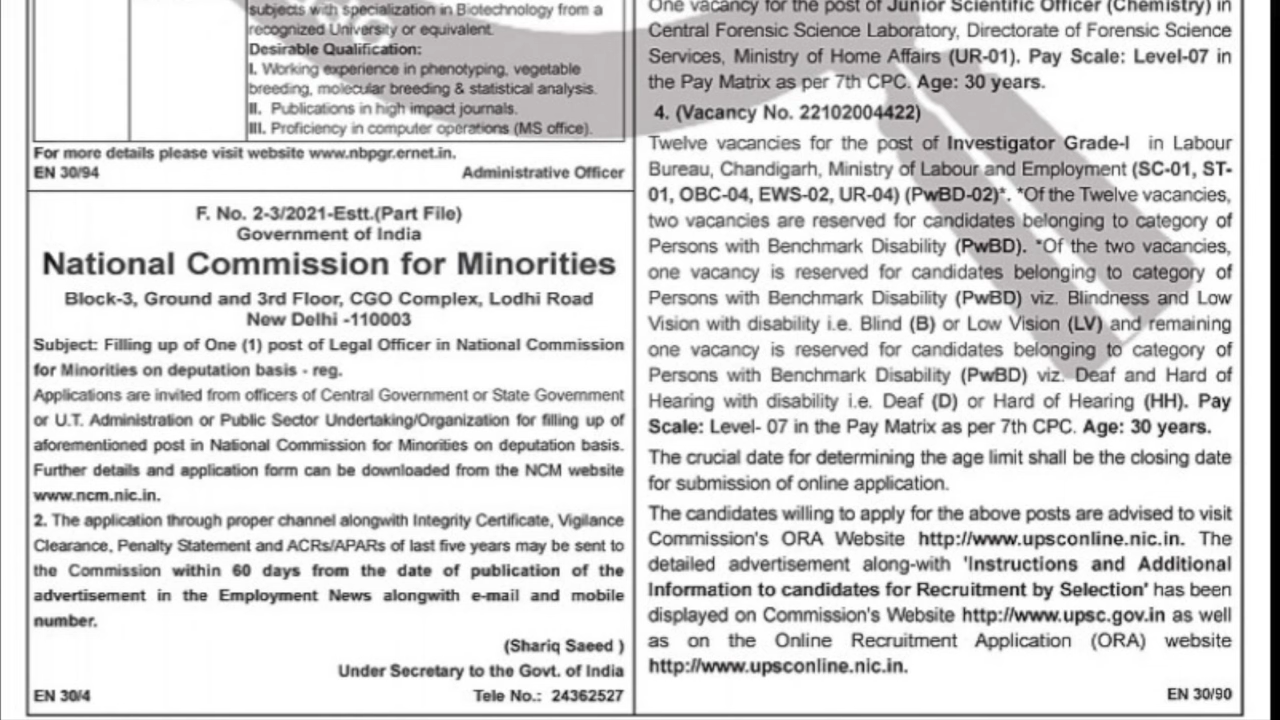 subjects with specialization in Biotechnology from a
recognized University or equivalent.
Desirable Qualification:
I. Working experience in phenotyping, vegetable
breeding, molecular breeding & statistical analysis.
II. Publications in high impact journals.
III. Proficiency in computer operations (MS office).
For more details please visit website www.nbpgr.ernet.in.
EN 30/94 Administrative Officer
F. No. 2-3/2021-Estt.(Part File)
Government of India
National Commission for Minorities
Block-3, Ground and 3rd Floor, CGO Complex, Lodhi Road
New Delhi -110003
Subject: Filling up of One (1) post of Legal Officer in National Commission
for Minorities on deputation basis - reg.
Applications are invited from officers of Central Government or State Government
or U.T. Administration or Public Sector Undertaking/Organization for filling up of
aforementioned post in National Commission for Minorities on deputation basis.
Further details and application form can be downloaded from the NCM website
www.ncm.nic.in.
2. The application through proper channel alongwith Integrity Certificate, Vigilance
Clearance, Penalty Statement and ACRs/APARs of last five years may be sent to
the Commission within 60 days from the date of publication of the
advertisement in the Employment News alongwith e-mail and mobile
number.
(Shariq Saeed )
Under Secretary to the Govt. of India
EN 30/4 Tele No.: 24362527
One vacancy for the post of Junior Scientific Officer (Chemistry) in
Central Forensic Science Laboratory, Directorate of Forensic Science
Services, Ministry of Home Affairs (UR-01). Pay Scale: Level-07 in
the Pay Matrix as per 7th CPC. Age: 30 years.
4. (Vacancy No. 22102004422)
Twelve vacancies for the post of Investigator Grade-I in Labour
Bureau, Chandigarh, Ministry of Labour and Employment (SC-01, ST-
01, OBC-04, EWS-02, UR-04) (PwBD-02)*. *Of the Twelve vacancies,
two vacancies are reserved for candidates belonging to category of
Persons with Benchmark Disability (PwBD). *Of the two vacancies,
one vacancy is reserved for candidates belonging to category of
Persons with Benchmark Disability (PwBD) viz. Blindness and Low
Vision with disability i.e. Blind (B) or Low Vision (LV) and remaining
one vacancy is reserved for candidates belonging to category of
Persons with Benchmark Disability (PwBD) viz. Deaf and Hard of
Hearing with disability i.e. Deaf (D) or Hard of Hearing (HH). Pay
Scale: Level- 07 in the Pay Matrix as per 7th CPC. Age: 30 years.
The crucial date for determining the age limit shall be the closing date
for submission of online application.
The candidates willing to apply for the above posts are advised to visit
Commission's ORA Website http://www.upsconline.nic.in. The
detailed advertisement along-with 'Instructions and Additional
Information to candidates for Recruitment by Selection' has been
displayed on Commission's Website http://www.upsc.gov.in as well
as on the Online Recruitment Application (ORA) website
http://www.upsconline.nic.in.
EN 30/90